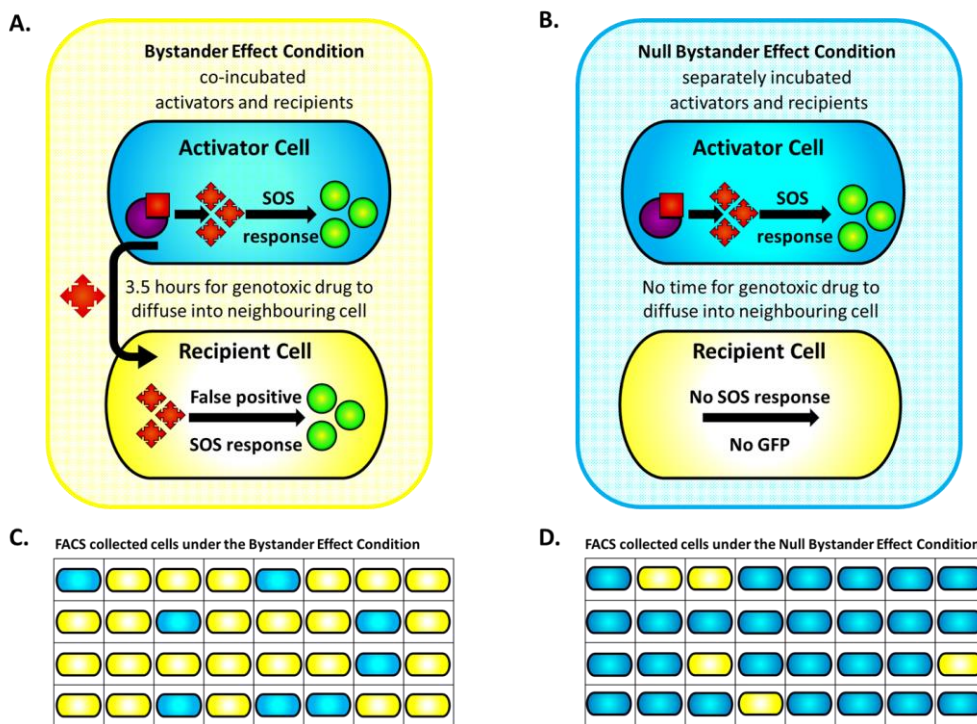 A.
Bystander Effect Condition
co-incubated
activators and recipients
Activator Cell
SOS
response
3.5 hours for genotoxic drug to
diffuse into neighbouring cell
Recipient Cell
False positive
SOS response
B.
Null Bystander Effect Condition
separately incubated
activators and recipients
Activator Cell
SOS
response
No time for genotoxic drug to
diffuse into neighbouring cell
Recipient Cell
No SOS response
No GFP
C.
FACS collected cells under the Bystander Effect Condition
D.
FACS collected cells under the Null Bystander Effect Condition